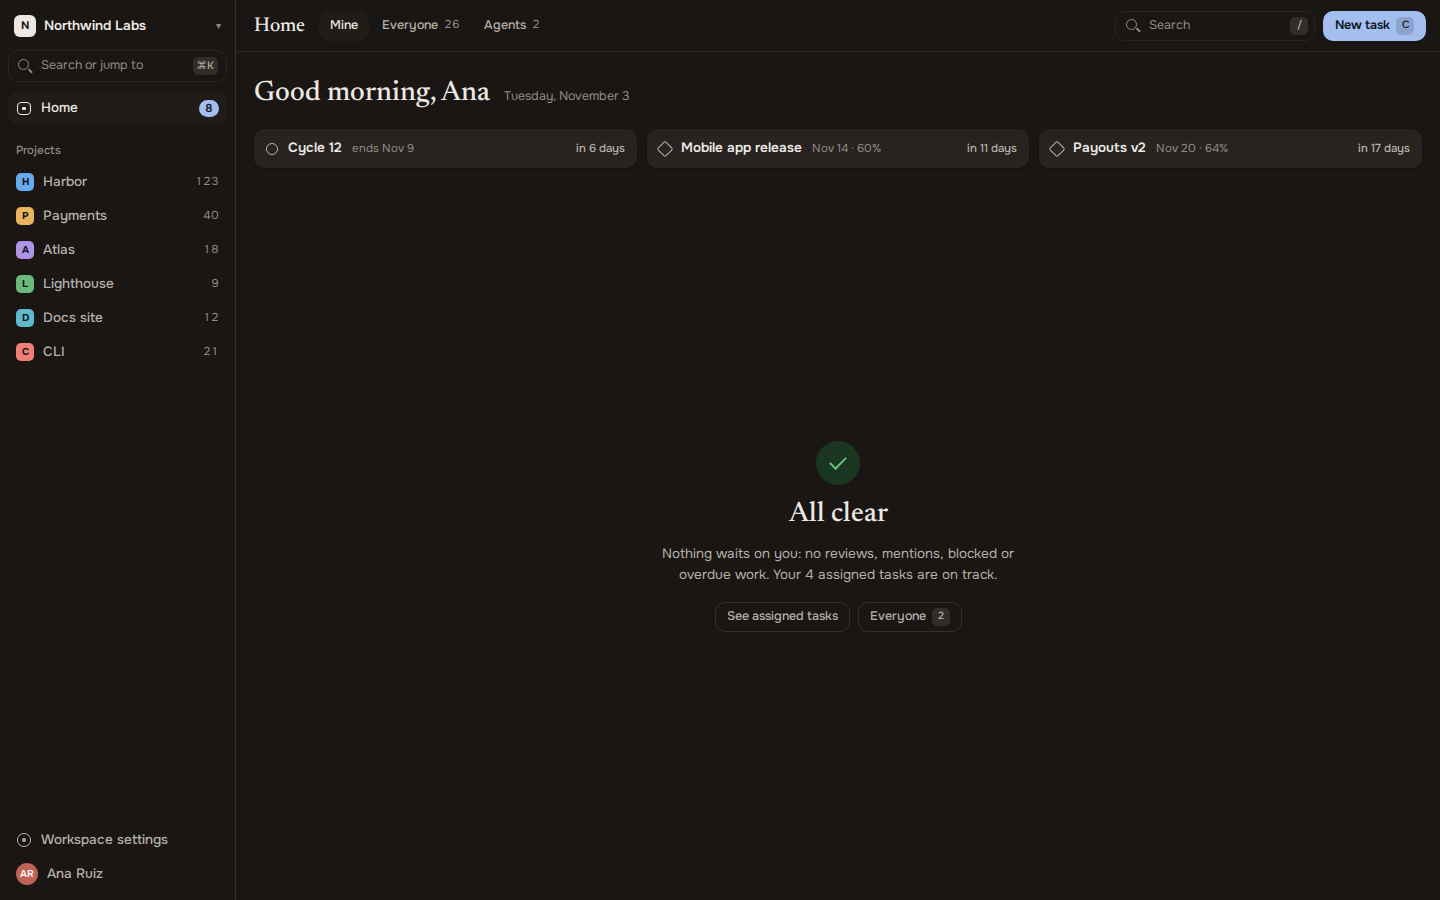 N Northwind Labs ▾
Search or jump to ⌘K
Home 8
Projects
H Harbor 123
P Payments 40
A Atlas 18
L Lighthouse 9
D Docs site 12
C CLI 21
Workspace settings
AR Ana Ruiz
Home Mine Everyone 26 Agents 2 Search / New task C
Good morning, Ana Tuesday, November 3
Cycle 12 ends Nov 9 in 6 days
Mobile app release Nov 14 · 60% in 11 days
Payouts v2 Nov 20 · 64% in 17 days
All clear
Nothing waits on you: no reviews, mentions, blocked or
overdue work. Your 4 assigned tasks are on track.
See assigned tasks Everyone 2